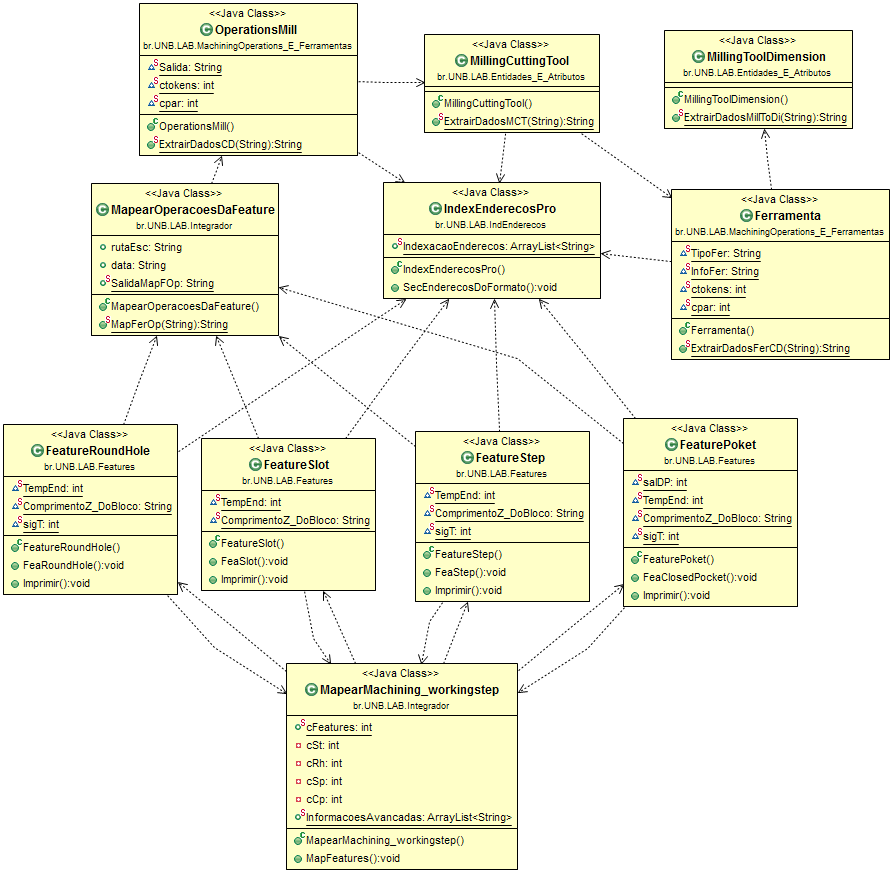 <<Java Class>>
OperationsMill
br.UNB.LAB.MachiningOperations_E_Ferramentas
Salida: String
ctokens: int
cpar: int
OperationsMill()
ExtrairDadosCD(String):String
<<Java Class>>
MillingCuttingTool
br.UNB.LAB.Entidades_E_Atributos
MillingCuttingTool()
ExtrairDadosMCT(String):String
<<Java Class>>
MillingToolDimension
br.UNB.LAB.Entidades_E_Atributos
MillingToolDimension()
ExtrairDadosMillToDi(String):String
<<Java Class>>
MapearOperacoesDaFeature
br.UNB.LAB.Integrador
rutaEsc: String
data: String
SalidaMapFOp: String
MapearOperacoesDaFeature()
MapFerOp(String):String
<<Java Class>>
IndexEnderecosPro
br.UNB.LAB.IndEnderecos
IndexacaoEnderecos: ArrayList<String>
IndexEnderecosPro()
SecEnderecosDoFormato():void
<<Java Class>>
Ferramenta
br.UNB.LAB.MachiningOperations_E_Ferramentas
TipoFer: String
InfoFer: String
ctokens: int
cpar: int
Ferramenta()
ExtrairDadosFerCD(String):String
<<Java Class>>
FeatureRoundHole
br.UNB.LAB.Features
TempEnd: int
ComprimentoZ_DoBloco: String
sigT: int
FeatureRoundHole()
FeaRoundHole():void
Imprimir():void
<<Java Class>>
FeatureSlot
br.UNB.LAB.Features
TempEnd: int
ComprimentoZ_DoBloco: String
FeatureSlot()
FeaSlot():void
Imprimir():void
<<Java Class>>
FeatureStep
br.UNB.LAB.Features
TempEnd: int
ComprimentoZ_DoBloco: String
sigT: int
FeatureStep()
FeaStep():void
Imprimir():void
<<Java Class>>
FeaturePoket
br.UNB.LAB.Features
salDP: int
TempEnd: int
ComprimentoZ_DoBloco: String
sigT: int
FeaturePoket()
FeaClosedPocket():void
Imprimir():void
<<Java Class>>
MapearMachining_workingstep
br.UNB.LAB.Integrador
cFeatures: int
cSt: int
cRh: int
cSp: int
cCp: int
InformacoesAvancadas: ArrayList<String>
MapearMachining_workingstep()
MapFeatures():void